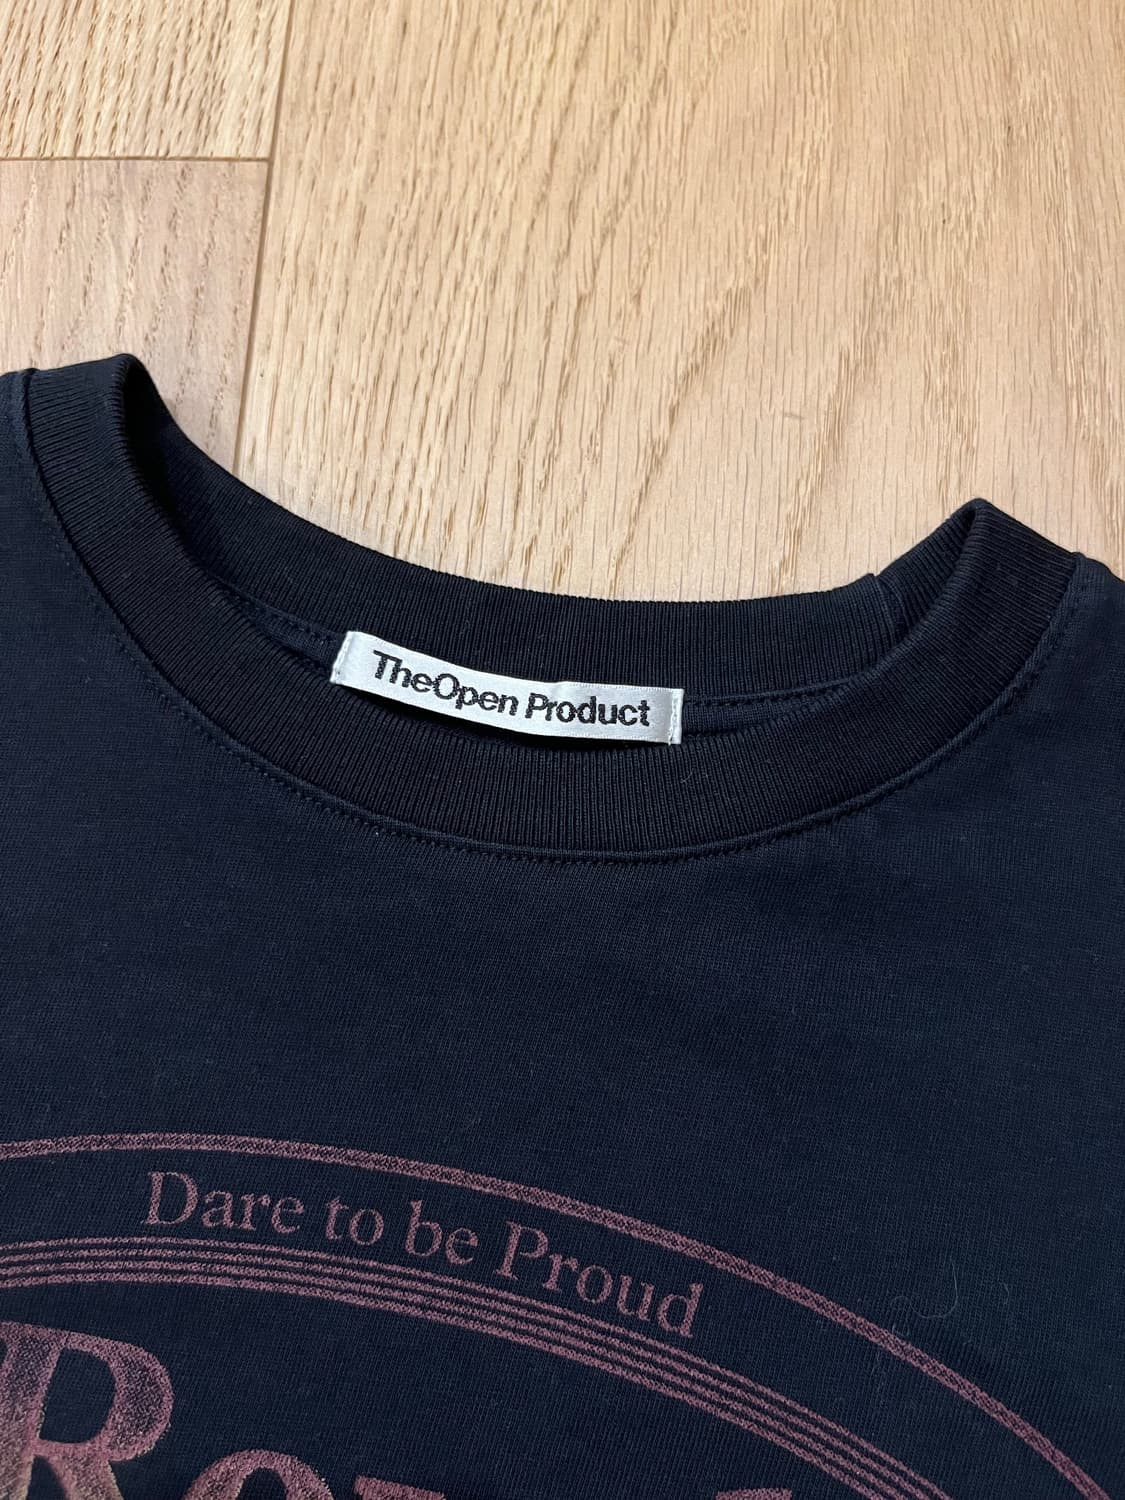 TheOpen Product
Dare to be Proud